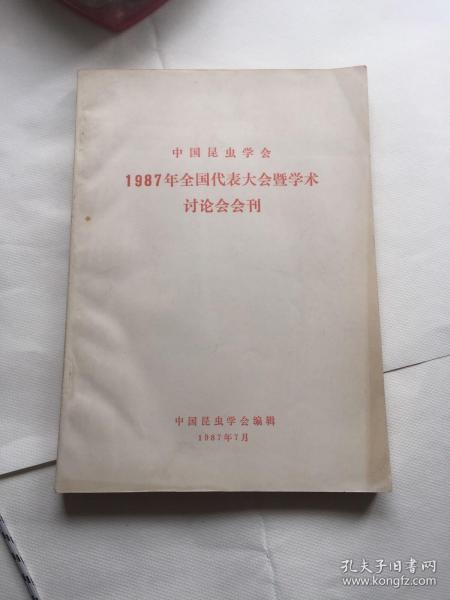 中国昆虫学会
1987年全国代表大会暨学术
讨论会会刊
中国昆虫学会编辑
1987年7月
孔夫子旧书网
www.kongfz.com